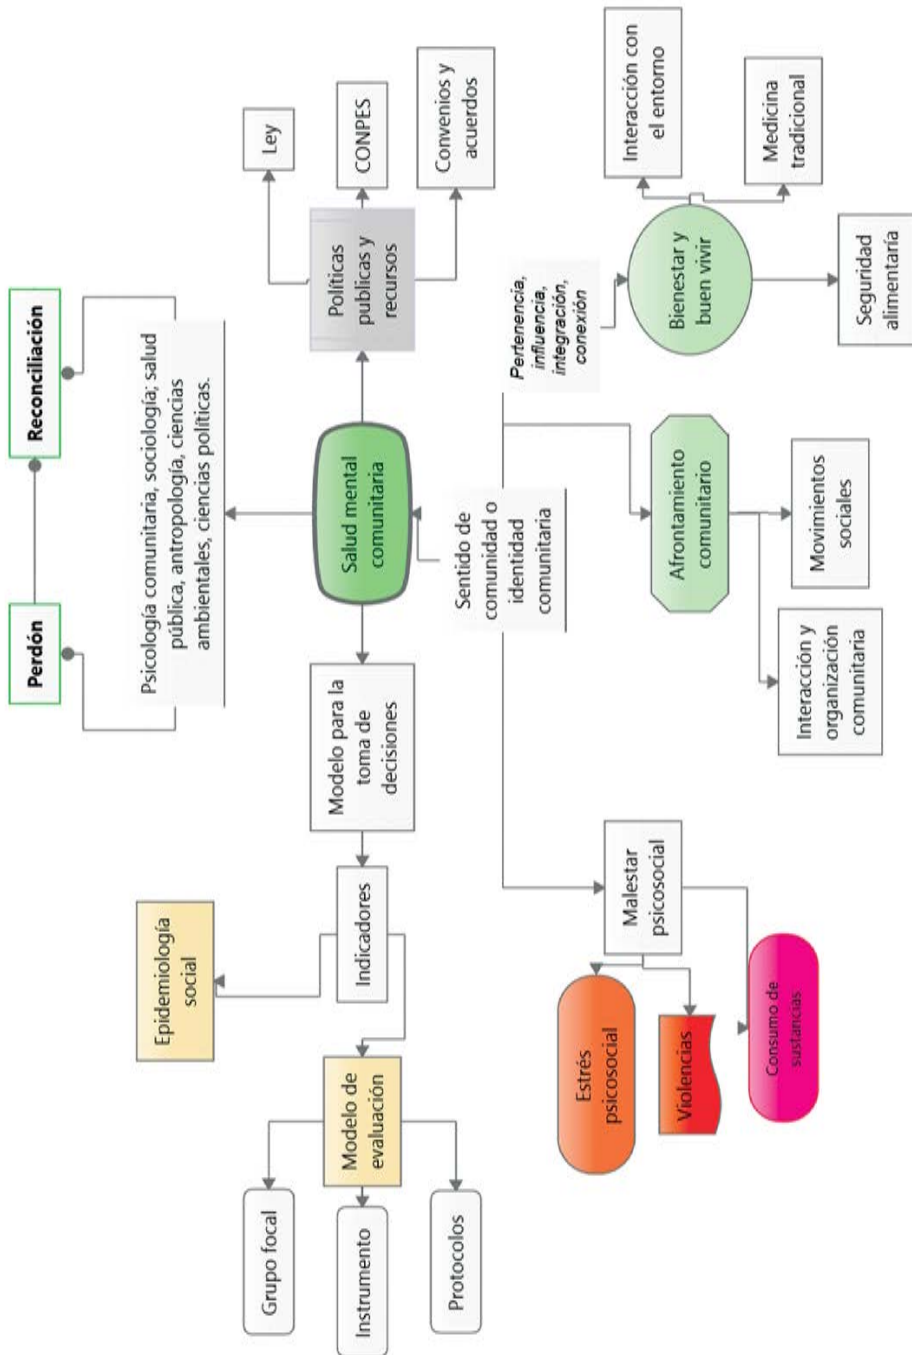 Perdón
Reconciliación
Psicología comunitaria, sociología; salud
pública, antropología, ciencias
ambientales, ciencias políticas.
Epidemiología
social
Grupo focal
Instrumento
Protocolos
Modelo de
evaluación
Indicadores
Modelo para la
toma de
decisiones
Salud mental
comunitaria
Políticas
publicas y
recursos
Ley
CONPES
Convenios y
acuerdos
Sentido de
comunidad o
identidad
comunitaria
Pertenencia,
influencia,
integración,
conexión
Malestar
psicosocial
Estrés
psicosocial
Violencias
Consumo de
sustancias
Afrontamiento
comunitario
Interacción y
organización
comunitaria
Movimientos
sociales
Bienestar y
buen vivir
Interacción con
el entorno
Medicina
tradicional
Seguridad
alimentaría